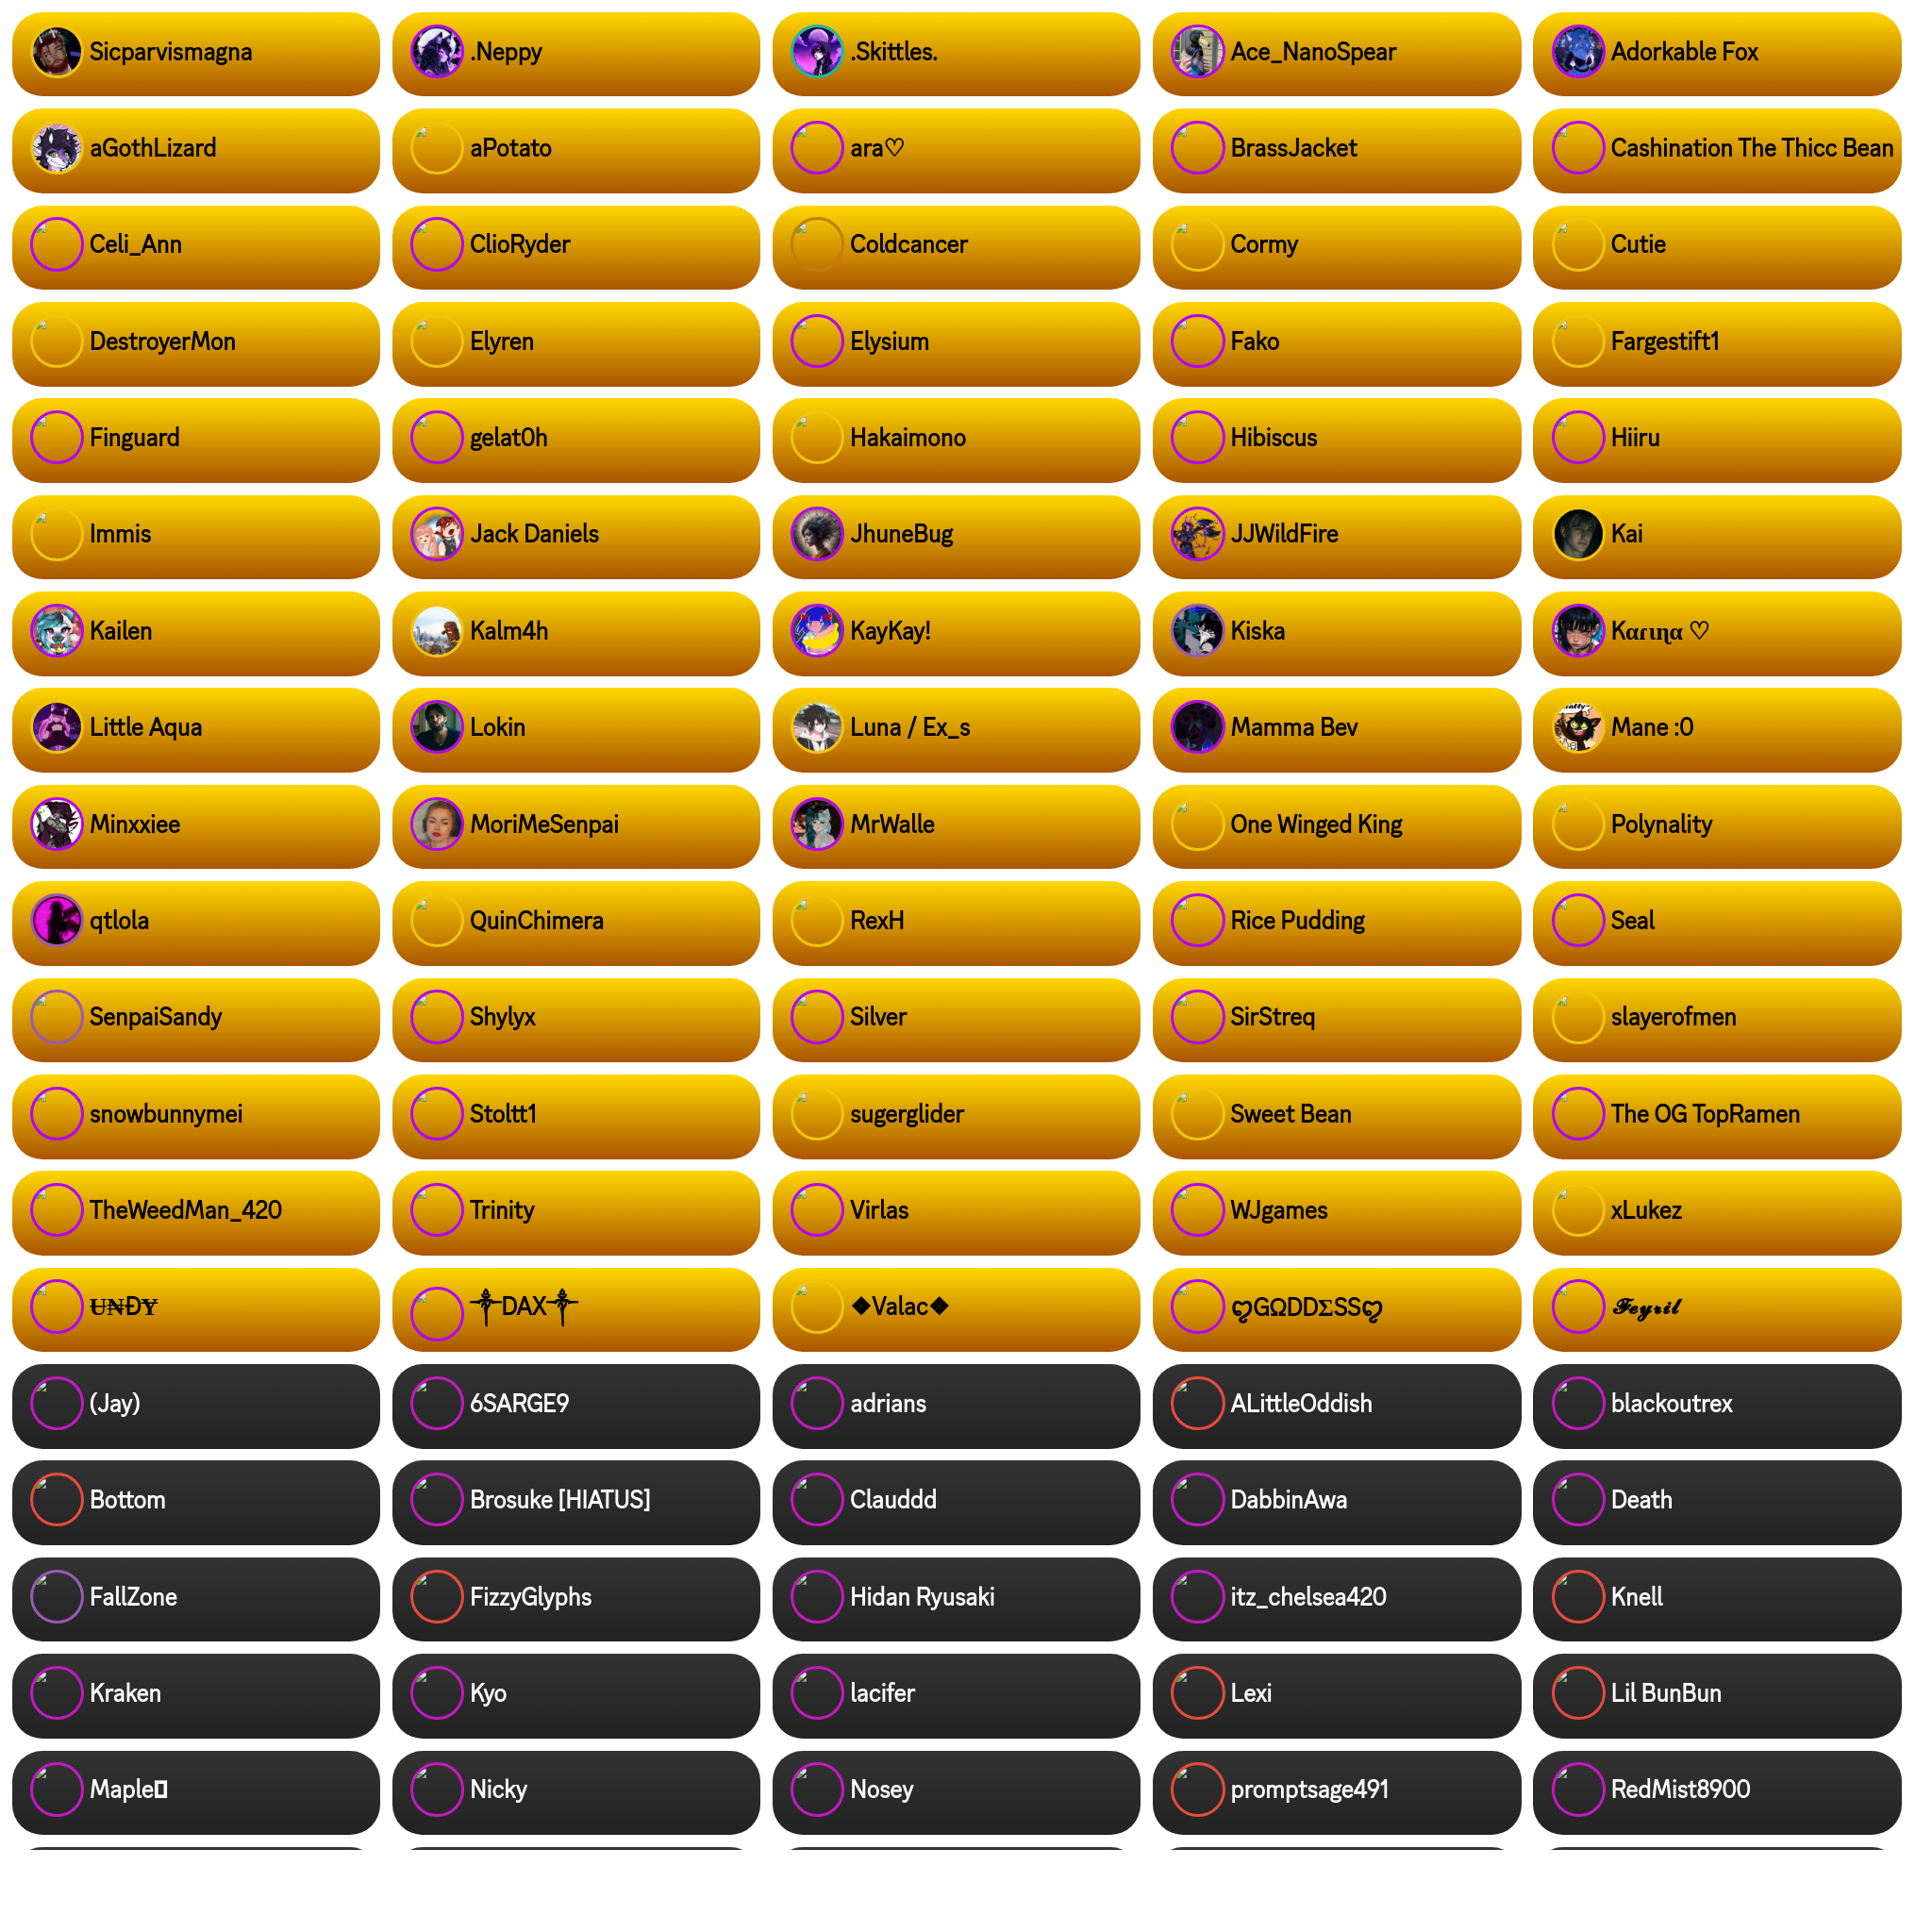 Sicparvismagna
.Neppy
.Skittles.
Ace_NanoSpear
Adorkable Fox
aGothLizard
aPotato
ara♡
BrassJacket
Cashination The Thicc Bean
Celi_Ann
ClioRyder
Coldcancer
Cormy
Cutie
DestroyerMon
Elyren
Elysium
Fako
Fargestift1
Finguard
gelat0h
Hakaimono
Hibiscus
Hiiru
Immis
Jack Daniels
JhuneBug
JJWildFire
Kai
Kailen
Kalm4h
KayKay!
Kiska
Kαɾιɳα ♡
Little Aqua
Lokin
Luna / Ex_s
Mamma Bev
Mane :0
Minxxiee
MoriMeSenpai
MrWalle
One Winged King
Polynality
qtlola
QuinChimera
RexH
Rice Pudding
Seal
SenpaiSandy
Shylyx
Silver
SirStreq
slayerofmen
snowbunnymei
Stoltt1
sugerglider
Sweet Bean
The OG TopRamen
TheWeedMan_420
Trinity
Virlas
WJgames
xLukez
U̶₦ĐɎ
༒DAX༒
❖Valac❖
ღGΩDDΣSSღ
𝓕𝓮𝔂𝓻𝓲𝓵
(Jay)
6SARGE9
adrians
ALittleOddish
blackoutrex
Bottom
Brosuke [HIATUS]
Clauddd
DabbinAwa
Death
FallZone
FizzyGlyphs
Hidan Ryusaki
itz_chelsea420
Knell
Kraken
Kyo
lacifer
Lexi
Lil BunBun
Maple
Nicky
Nosey
promptsage491
RedMist8900